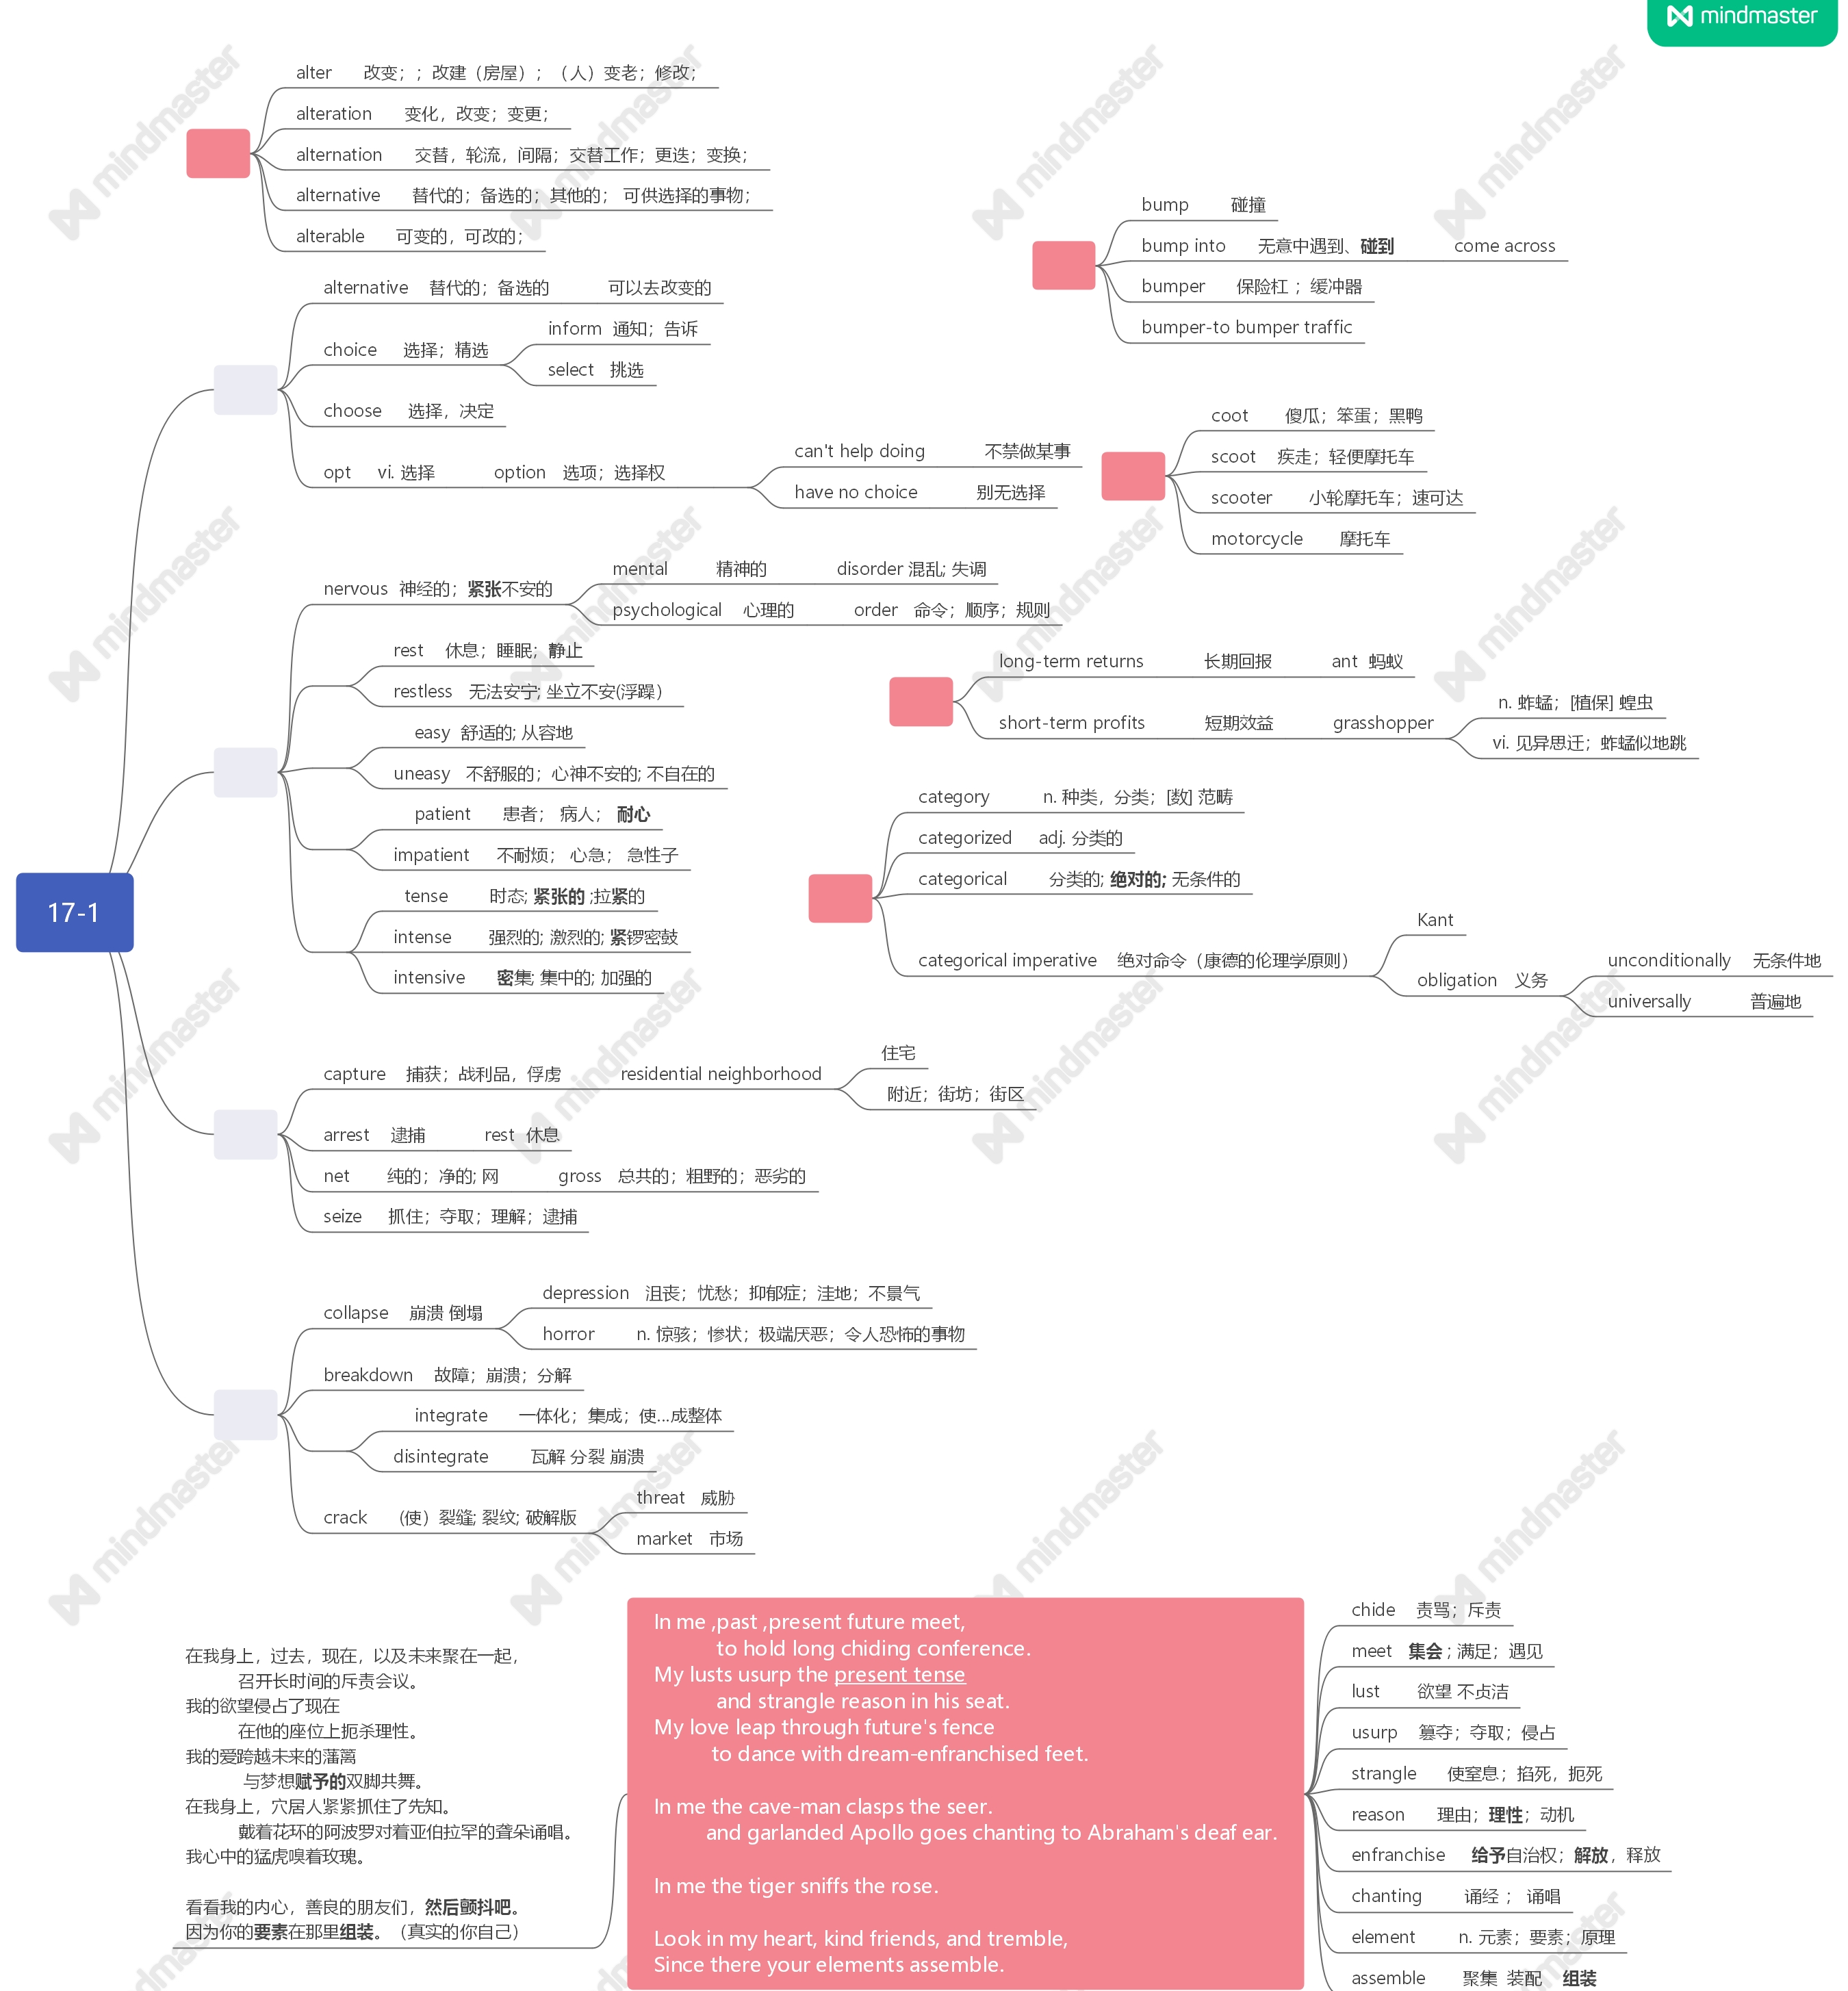 mindmaster
alter 改变；；改建（房屋）；（人）变老；修改；
alteration 变化，改变；变更；
alternation 交替，轮流，间隔；交替工作；更迭；变换；
alternative 替代的；备选的；其他的； 可供选择的事物；
alterable 可变的，可改的；
bump 碰撞
bump into 无意中遇到、碰到 come across
bumper 保险杠 ；缓冲器
bumper-to bumper traffic
alternative 替代的；备选的 可以去改变的
choice 选择；精选
inform 通知；告诉
select 挑选
choose 选择，决定
opt vi. 选择 option 选项；选择权
can't help doing 不禁做某事
have no choice 别无选择
coot 傻瓜；笨蛋；黑鸭
scoot 疾走；轻便摩托车
scooter 小轮摩托车；速可达
motorcycle 摩托车
nervous 神经的；紧张不安的
mental 精神的 disorder 混乱; 失调
psychological 心理的 order 命令；顺序；规则
rest 休息；睡眠；静止
restless 无法安宁; 坐立不安(浮躁）
easy 舒适的; 从容地
uneasy 不舒服的；心神不安的; 不自在的
patient 患者； 病人； 耐心
impatient 不耐烦； 心急； 急性子
tense 时态; 紧张的 ;拉紧的
intense 强烈的; 激烈的; 紧锣密鼓
intensive 密集; 集中的; 加强的
long-term returns 长期回报 ant 蚂蚁
short-term profits 短期效益 grasshopper
n. 蚱蜢；[植保] 蝗虫
vi. 见异思迁；蚱蜢似地跳
category n. 种类，分类；[数] 范畴
categorized adj. 分类的
categorical 分类的; 绝对的; 无条件的
categorical imperative 绝对命令（康德的伦理学原则）
Kant
obligation 义务
unconditionally 无条件地
universally 普遍地
17-1
capture 捕获；战利品，俘虏 residential neighborhood
住宅
附近；街坊；街区
arrest 逮捕 rest 休息
net 纯的；净的; 网 gross 总共的；粗野的；恶劣的
seize 抓住；夺取；理解；逮捕
collapse 崩溃 倒塌
depression 沮丧；忧愁；抑郁症；洼地；不景气
horror n. 惊骇；惨状；极端厌恶；令人恐怖的事物
breakdown 故障；崩溃；分解
integrate 一体化；集成；使...成整体
disintegrate 瓦解 分裂 崩溃
crack （使）裂缝; 裂纹; 破解版
threat 威胁
market 市场
在我身上，过去，现在，以及未来聚在一起，
召开长时间的斥责会议。
我的欲望侵占了现在
在他的座位上扼杀理性。
我的爱跨越未来的藩篱
与梦想赋予的双脚共舞。
在我身上，穴居人紧紧抓住了先知。
戴着花环的阿波罗对着亚伯拉罕的聋朵诵唱。
我心中的猛虎嗅着玫瑰。
看看我的内心，善良的朋友们，然后颤抖吧。
因为你的要素在那里组装。（真实的你自己）
In me ,past ,present future meet,
to hold long chiding conference.
My lusts usurp the present tense
and strangle reason in his seat.
My love leap through future's fence
to dance with dream-enfranchised feet.
In me the cave-man clasps the seer.
and garlanded Apollo goes chanting to Abraham's deaf ear.
In me the tiger sniffs the rose.
Look in my heart, kind friends, and tremble,
Since there your elements assemble.
chide 责骂；斥责
meet 集会 ; 满足；遇见
lust 欲望 不贞洁
usurp 篡夺；夺取；侵占
strangle 使窒息；掐死，扼死
reason 理由；理性；动机
enfranchise 给予自治权；解放，释放
chanting 诵经 ； 诵唱
element n. 元素；要素；原理
assemble 聚集 装配 组装